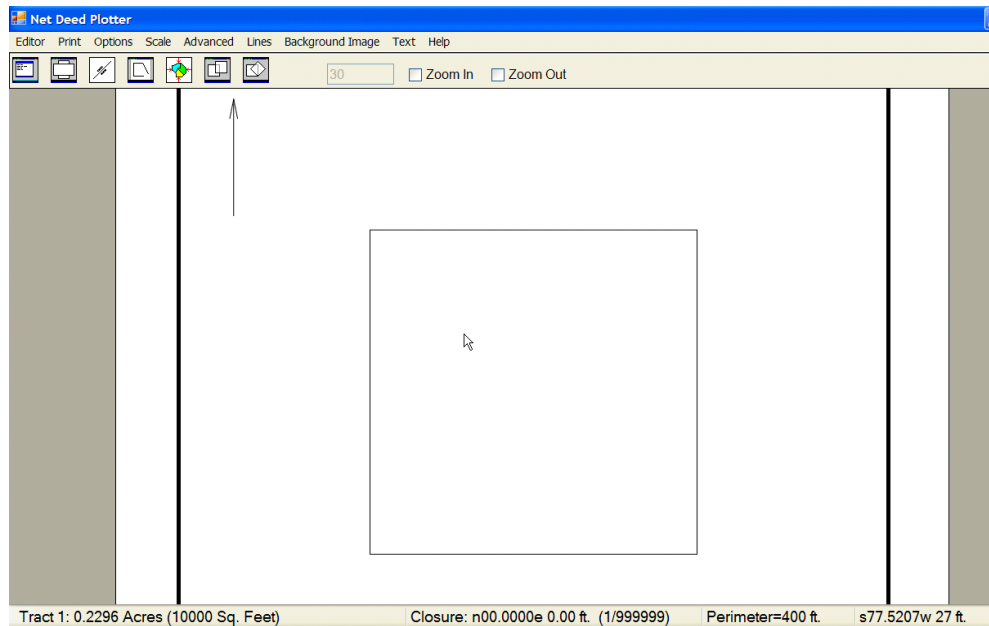 Net Deed Plotter
Editor Print Options Scale Advanced Lines Background Image Text Help
30 Zoom In Zoom Out
Tract 1: 0.2296 Acres (10000 Sq. Feet) Closure: n00.0000e 0.00 ft. (1/999999) Perimeter=400 ft. s77.5207w 27 ft.